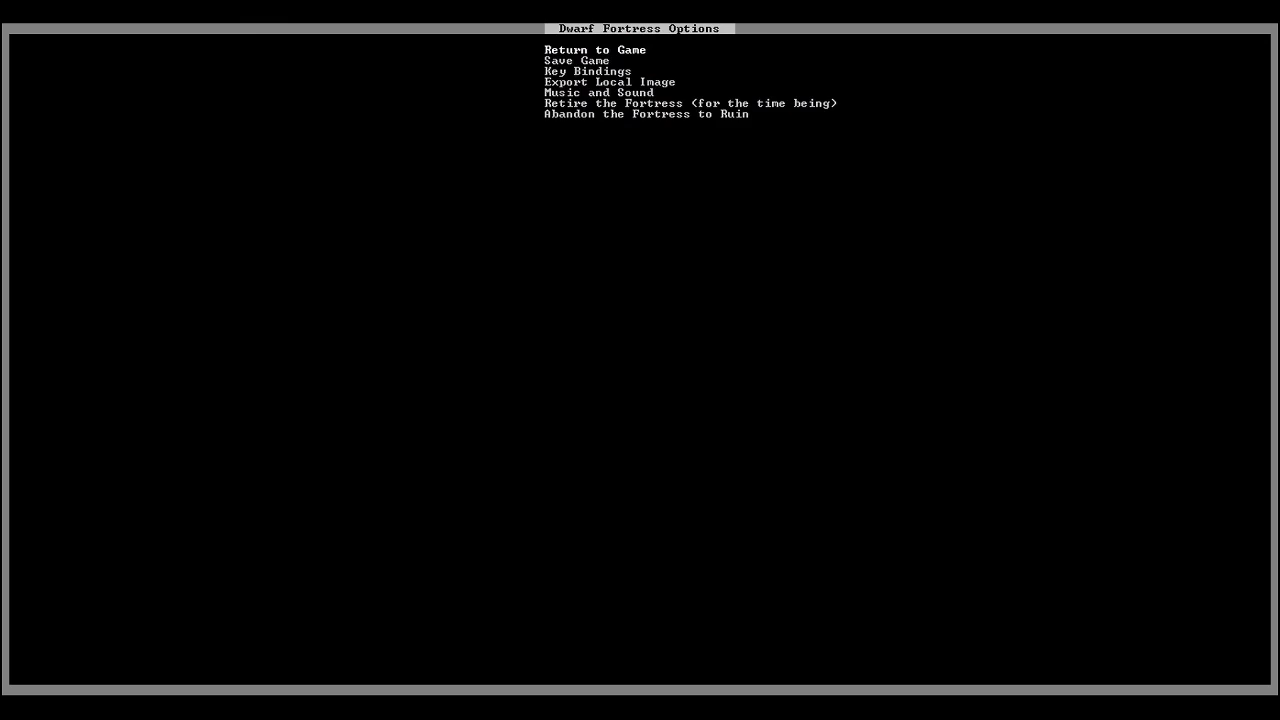 Dwarf Fortress Options
Return to Game
Save Game
Key Bindings
Export Local Image
Music and Sound
Retire the Fortress (for the time being)
Abandon the Fortress to Ruin